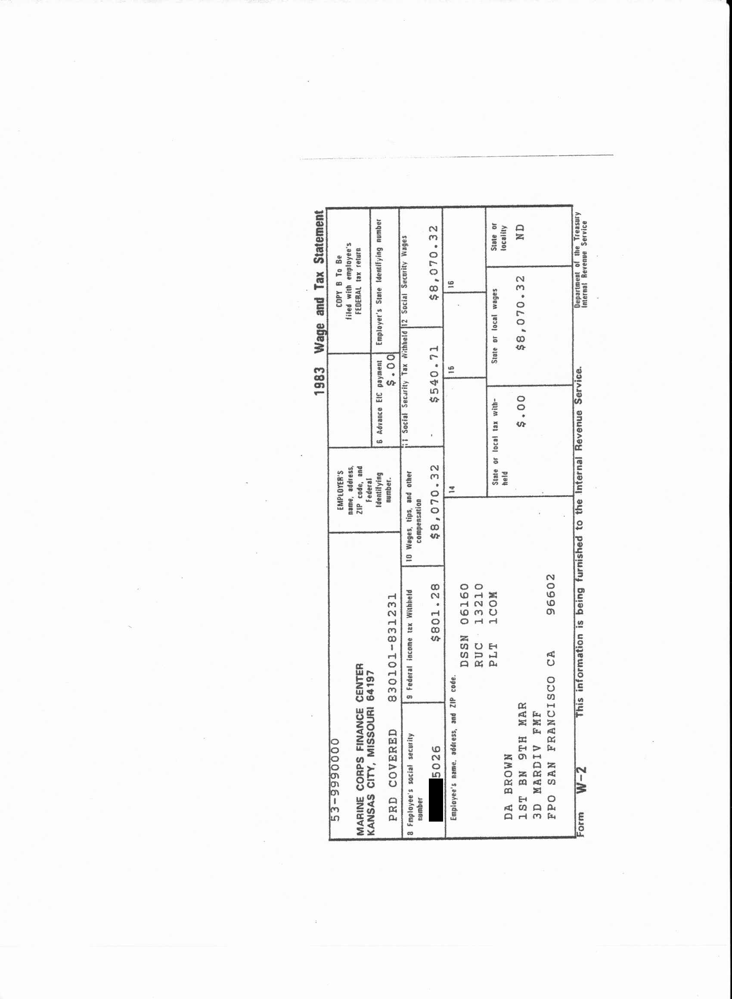 1983 Wage and Tax Statement
53-9990000
MARINE CORPS FINANCE CENTER
KANSAS CITY, MISSOURI 64197
PRD COVERED 830101-831231
EMPLOYER'S
name, address,
ZIP code, and
Federal
Identifying
number.
COPY B To Be
filed with employee's
FEDERAL tax return
6 Advance EIC payment
$.00
Employer's State Identifying number
8 Employee's social security
number
5026
9 Federal income tax Withheld
$801.28
10 Wages, tips, and other
compensation
$8,070.32
11 Social Security Tax Withheld
$540.71
12 Social Security Wages
$8,070.32
Employee's name, address, and ZIP code.
DSSN 06160
RUC 13210
PLT 1COM
DA BROWN
1ST BN 9TH MAR
3D MARDIV FMF
FPO SAN FRANCISCO CA 96602
14
15
16
State or local tax with-
held
$.00
State or local wages
$8,070.32
State or
locality
ND
Form W-2
This information is being furnished to the Internal Revenue Service.
Department of the Treasury
Internal Revenue Service